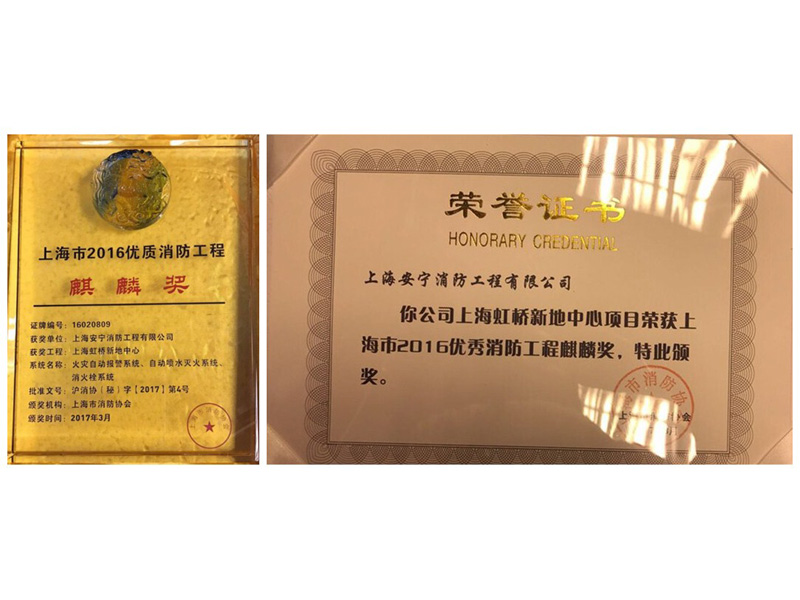 上海市2016优质消防工程
麒麟奖
证牌编号：16020809
获奖单位：上海安宁消防工程有限公司
获奖工程：上海虹桥新地中心
系统名称：火灾自动报警系统、自动喷水灭火系统、
消火栓系统
批准文号：沪消协（秘）字【2017】第4号
颁奖机构：上海市消防协会
颁奖时间：2017年3月
荣誉证书
HONORARY CREDENTIAL
上海安宁消防工程有限公司
你公司上海虹桥新地中心项目荣获上
海市2016优秀消防工程麒麟奖，特此颁
奖。
市消防协
上 协会
月